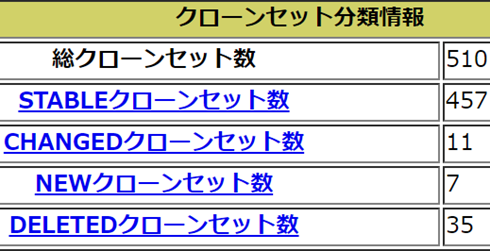 クローンセット分類情報
総クローンセット数 510
STABLEクローンセット数 457
CHANGEDクローンセット数 11
NEWクローンセット数 7
DELETEDクローンセット数 35